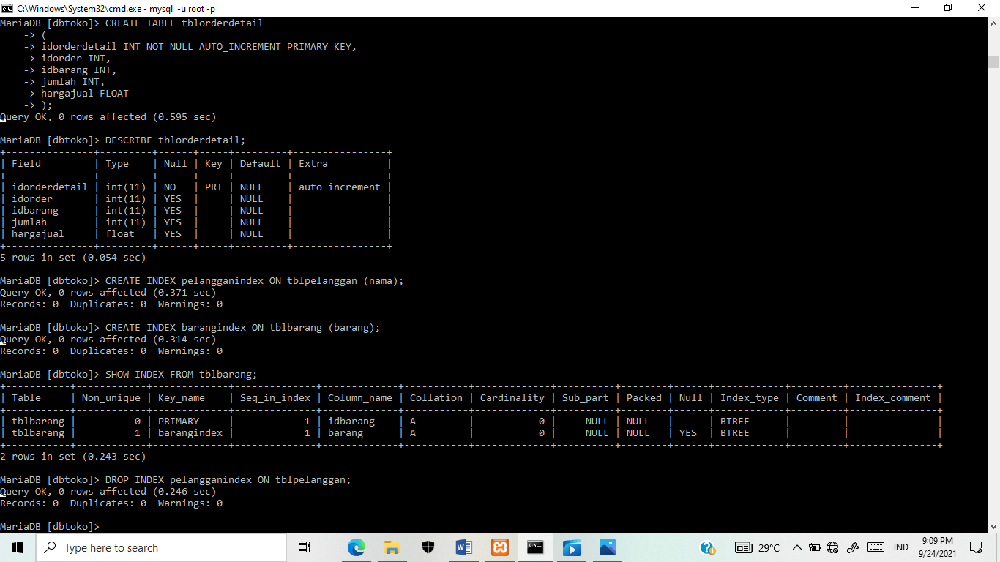 C:\Windows\System32\cmd.exe - mysql  -u root -p
MariaDB [dbtoko]> CREATE TABLE tblorderdetail
    -> (
    -> idorderdetail INT NOT NULL AUTO_INCREMENT PRIMARY KEY,
    -> idorder INT,
    -> idbarang INT,
    -> jumlah INT,
    -> hargajual FLOAT
    -> );
Query OK, 0 rows affected (0.595 sec)
MariaDB [dbtoko]> DESCRIBE tblorderdetail;
+---------------+---------+------+-----+---------+----------------+
| Field         | Type    | Null | Key | Default | Extra          |
+---------------+---------+------+-----+---------+----------------+
| idorderdetail | int(11) | NO   | PRI | NULL    | auto_increment |
| idorder       | int(11) | YES  |     | NULL    |                |
| idbarang      | int(11) | YES  |     | NULL    |                |
| jumlah        | int(11) | YES  |     | NULL    |                |
| hargajual     | float   | YES  |     | NULL    |                |
+---------------+---------+------+-----+---------+----------------+
5 rows in set (0.054 sec)
MariaDB [dbtoko]> CREATE INDEX pelangganindex ON tblpelanggan (nama);
Query OK, 0 rows affected (0.371 sec)
Records: 0  Duplicates: 0  Warnings: 0
MariaDB [dbtoko]> CREATE INDEX barangindex ON tblbarang (barang);
Query OK, 0 rows affected (0.314 sec)
Records: 0  Duplicates: 0  Warnings: 0
MariaDB [dbtoko]> SHOW INDEX FROM tblbarang;
+-----------+------------+-------------+--------------+-------------+-----------+-------------+----------+--------+------+------------+---------+---------------+
| Table     | Non_unique | Key_name    | Seq_in_index | Column_name | Collation | Cardinality | Sub_part | Packed | Null | Index_type | Comment | Index_comment |
+-----------+------------+-------------+--------------+-------------+-----------+-------------+----------+--------+------+------------+---------+---------------+
| tblbarang |          0 | PRIMARY     |            1 | idbarang    | A         |           0 |     NULL | NULL   |      | BTREE      |         |               |
| tblbarang |          1 | barangindex |            1 | barang      | A         |           0 |     NULL | NULL   | YES  | BTREE      |         |               |
+-----------+------------+-------------+--------------+-------------+-----------+-------------+----------+--------+------+------------+---------+---------------+
2 rows in set (0.243 sec)
MariaDB [dbtoko]> DROP INDEX pelangganindex ON tblpelanggan;
Query OK, 0 rows affected (0.246 sec)
Records: 0  Duplicates: 0  Warnings: 0
MariaDB [dbtoko]>
Type here to search
29°C
IND
9:09 PM
9/24/2021